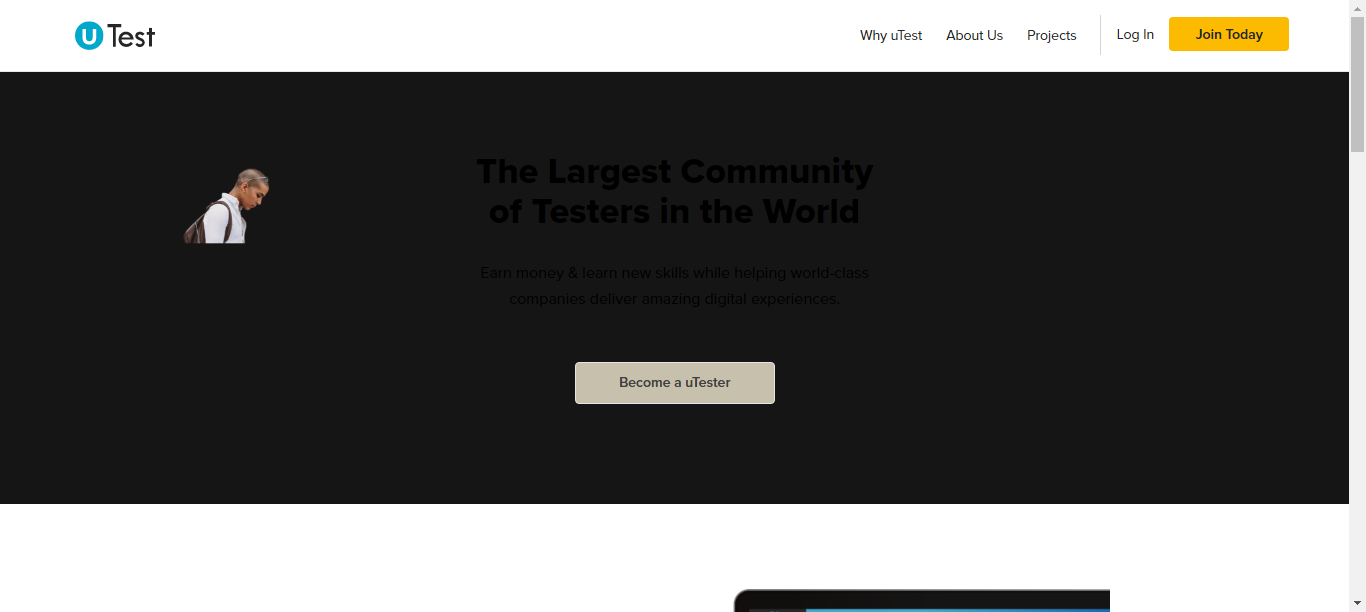 uTest
Why uTest
About Us
Projects
Log In
Join Today
The Largest Community
of Testers in the World
Earn money & learn new skills while helping world-class
companies deliver amazing digital experiences.
Become a uTester